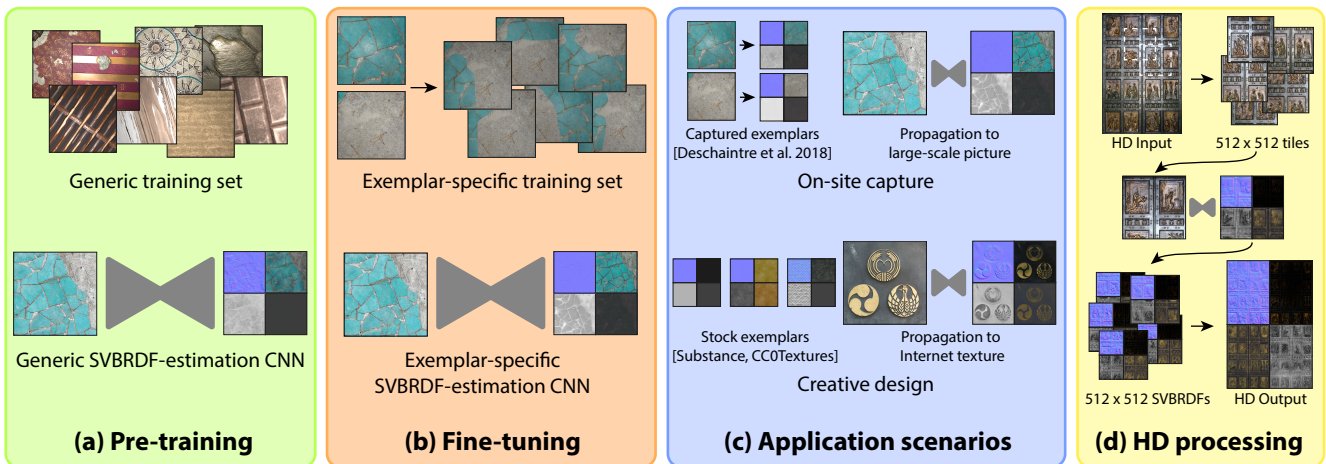 Generic training set
Generic SVBRDF-estimation CNN
(a) Pre-training
Exemplar-specific training set
Exemplar-specific
SVBRDF-estimation CNN
(b) Fine-tuning
Captured exemplars
[Deschaintre et al. 2018]
Propagation to
large-scale picture
On-site capture
Stock exemplars
[Substance, CC0Textures]
Propagation to
Internet texture
Creative design
(c) Application scenarios
HD Input
512 x 512 tiles
512 x 512 SVBRDFs
HD Output
(d) HD processing